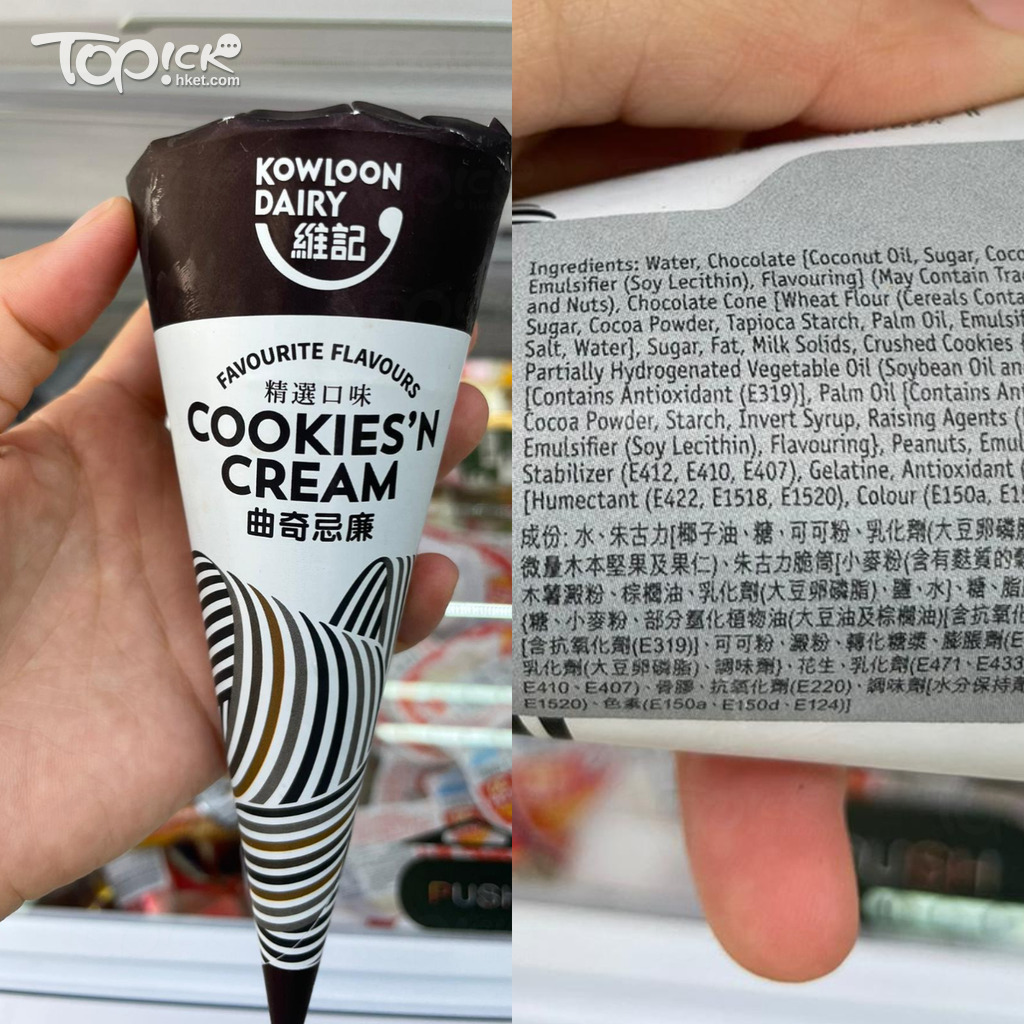 TOPick
hket.com
KOWLOON
DAIRY
維記
FAVOURITE FLAVOURS
精選口味
COOKIES'N
CREAM
曲奇忌廉
PUSH
Ingredients: Water, Chocolate [Coconut Oil, Sugar,
Emulsifier (Soy Lecithin), Flavouring] (May Contain
and Nuts), Chocolate Cone [Wheat Flour (Cereals
Sugar, Cocoa Powder, Tapioca Starch, Palm Oil,
Salt, Water], Sugar, Fat, Milk Solids, Crushed Cookies
Partially Hydrogenated Vegetable Oil (Soybean Oil and
[Contains Antioxidant (E319)], Palm Oil [Contains
Cocoa Powder, Starch, Invert Syrup, Raising Agents
Emulsifier (Soy Lecithin), Flavouring}, Peanuts,
Stabilizer (E412, E410, E407), Gelatine, Antioxidant
[Humectant (E422, E1518, E1520), Colour (E150a,
成份: 水、朱古力[椰子油、糖、可可粉、乳化劑(大豆卵磷
微量木本堅果及果仁)、朱古力脆筒[小麥粉(含有麩質的
木薯澱粉、棕櫚油、乳化劑(大豆卵磷脂)、鹽、水]、糖、脂
{糖、小麥粉、部分氫化植物油(大豆油及棕櫚油)[含抗氧化
[含抗氧化劑(E319)]、可可粉、澱粉、轉化糖漿、膨脹劑(E
乳化劑(大豆卵磷脂)、調味劑}、花生、乳化劑(E471、E433
E410、E407)、骨膠、抗氧化劑(E220)、調味劑[水分保持劑
E1520)、色素(E150a、E150d、E124)]
PUSH